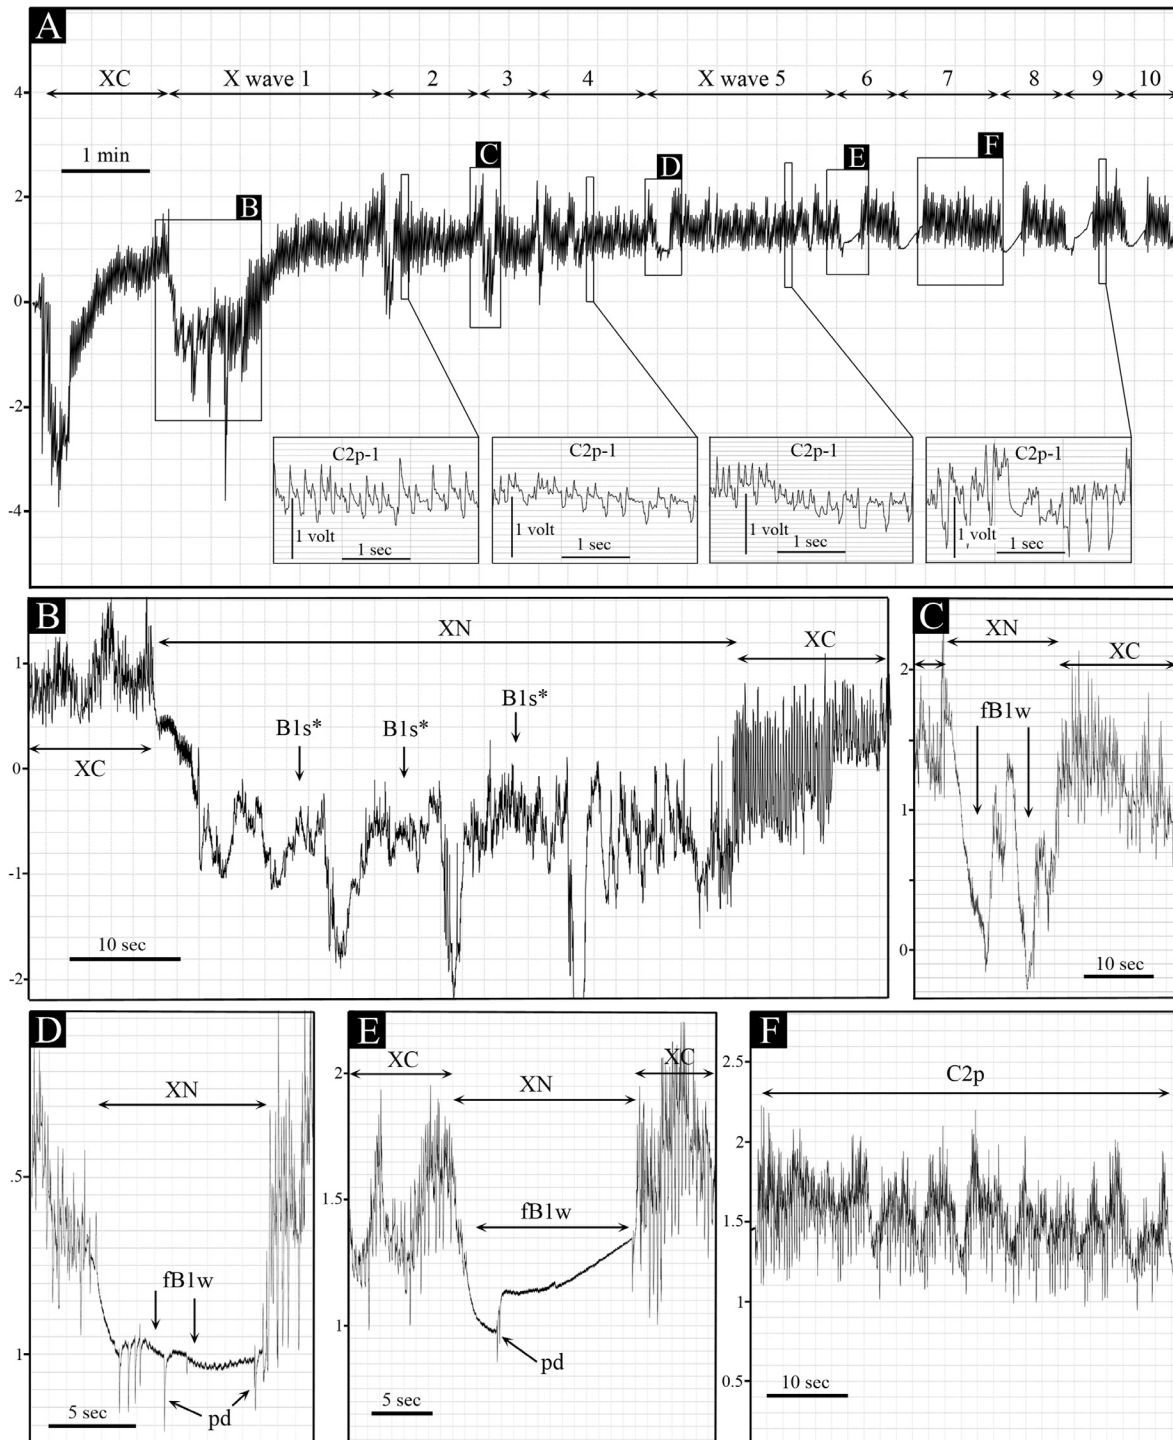 A
XC X wave 1 2 3 4 X wave 5 6 7 8 9 10
4
1 min
C D E F
2
B
0
-2
C2p-1 C2p-1 C2p-1 C2p-1
-4
1 volt 1 volt 1 volt 1 volt
1 sec 1 sec 1 sec 1 sec
B
XN
XC
1
B1s* B1s* B1s*
XC
0
-1
10 sec
-2
C
XN
XC
2
fB1w
1
0
10 sec
D
XN
.5
fB1w
1
pd
5 sec
E
XC XC
2
XN
1.5
fB1w
1
pd
5 sec
F
2.5
C2p
2
1.5
1
0.5
10 sec